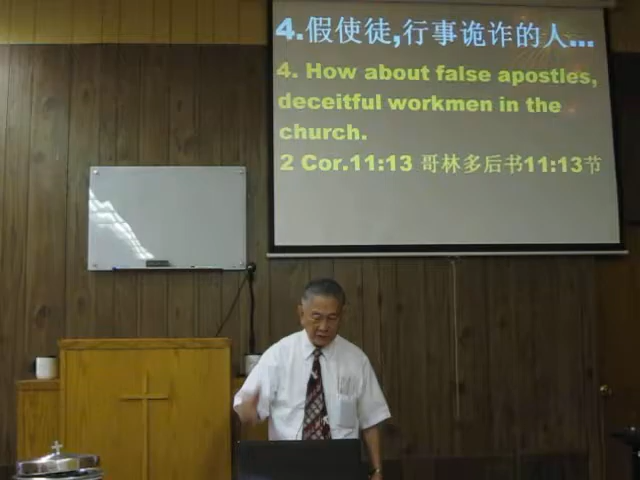 4.假使徒,行事诡诈的人...
4. How about false apostles,
deceitful workmen in the
church.
2 Cor.11:13 哥林多后书11:13节